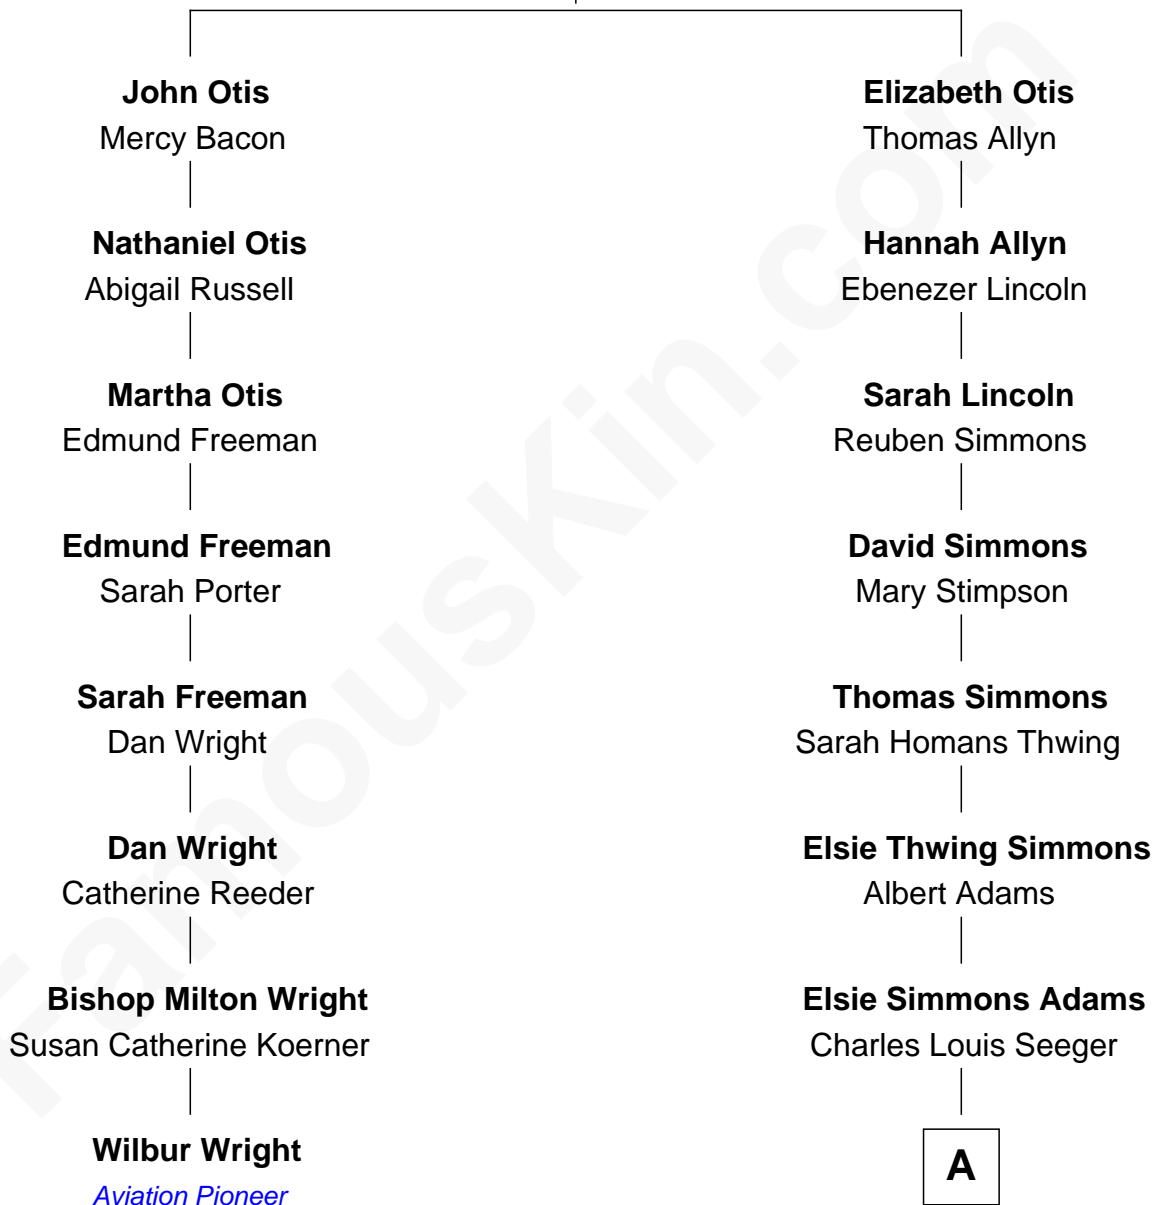 John Otis
Mercy Bacon
Elizabeth Otis
Thomas Allyn
Nathaniel Otis
Abigail Russell
Hannah Allyn
Ebenezer Lincoln
Martha Otis
Edmund Freeman
Sarah Lincoln
Reuben Simmons
Edmund Freeman
Sarah Porter
David Simmons
Mary Stimpson
Sarah Freeman
Dan Wright
Thomas Simmons
Sarah Homans Thwing
Dan Wright
Catherine Reeder
Elsie Thwing Simmons
Albert Adams
Bishop Milton Wright
Susan Catherine Koerner
Elsie Simmons Adams
Charles Louis Seeger
Wilbur Wright
Aviation Pioneer
A
FamousKin.com